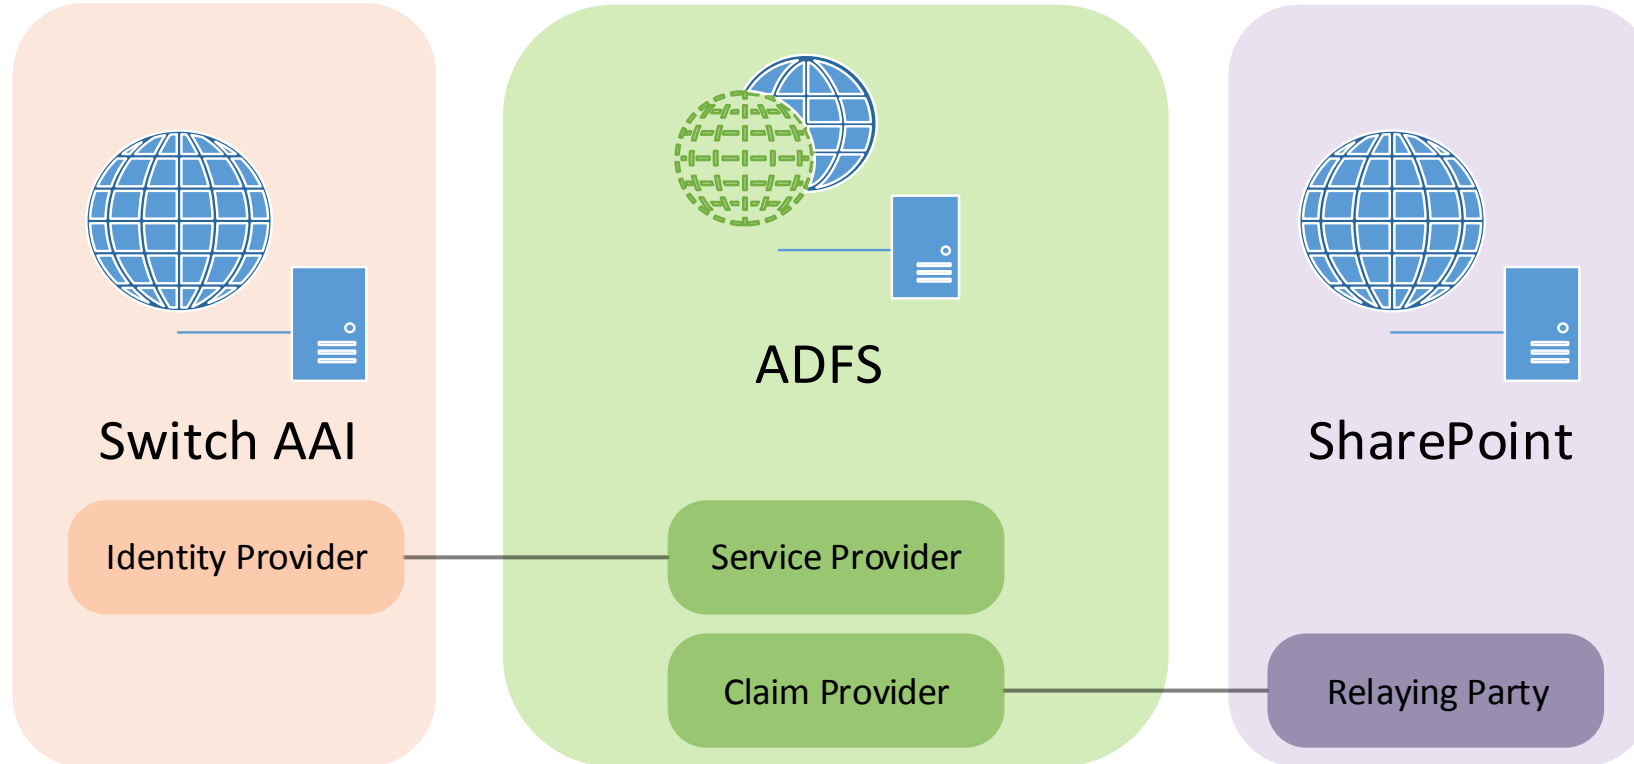 ADFS
Switch AAI
SharePoint
Identity Provider
Service Provider
Claim Provider
Relaying Party